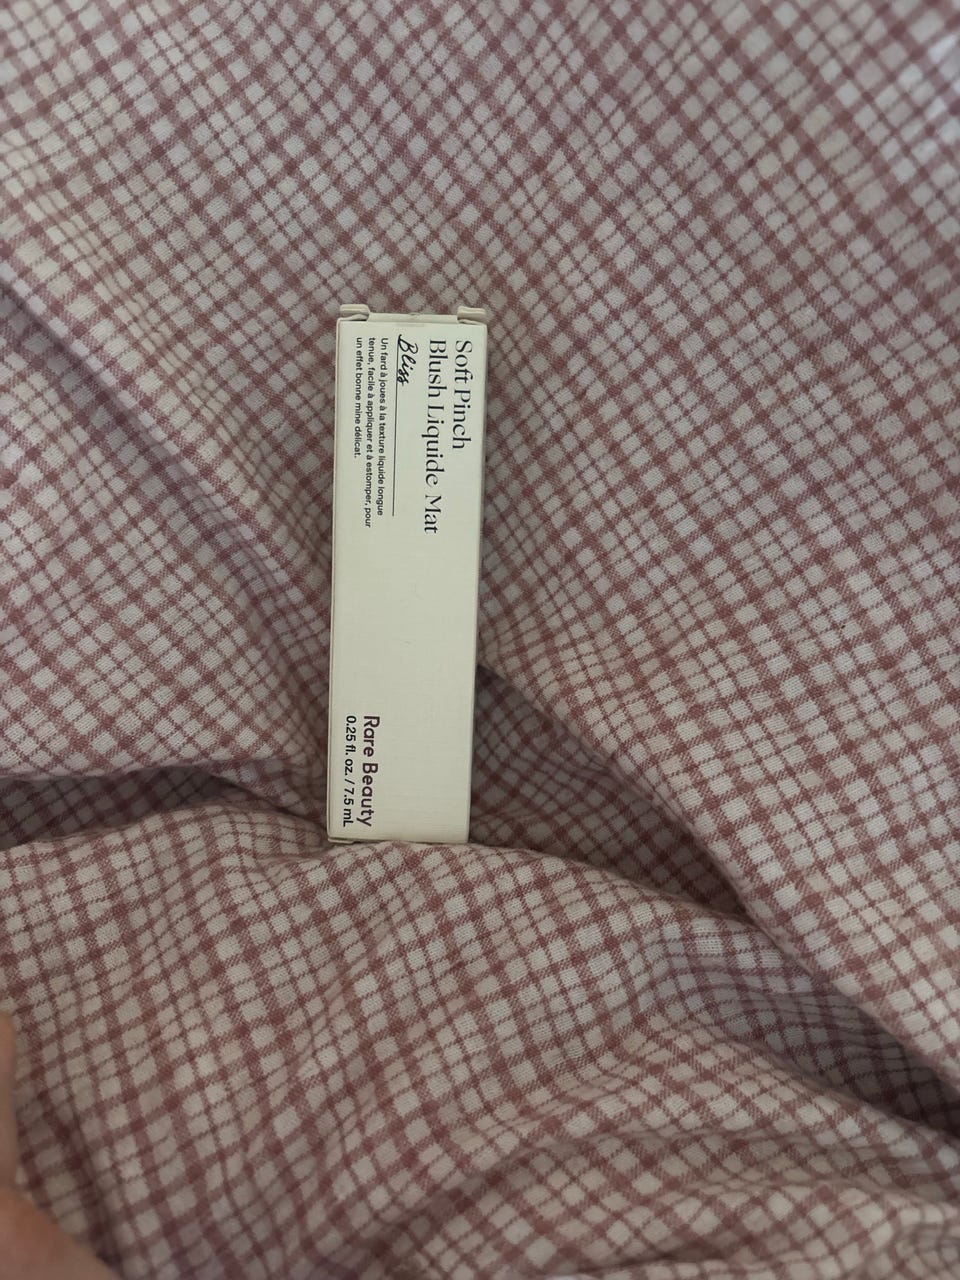 Soft Pinch
Blush Liquide Mat
Bliss
Un fard à joues à la texture liquide longue
tenue, facile à appliquer et à estomper, pour
un effet bonne mine délicat.
Rare Beauty
0.25 fl. oz. / 7.5 mL